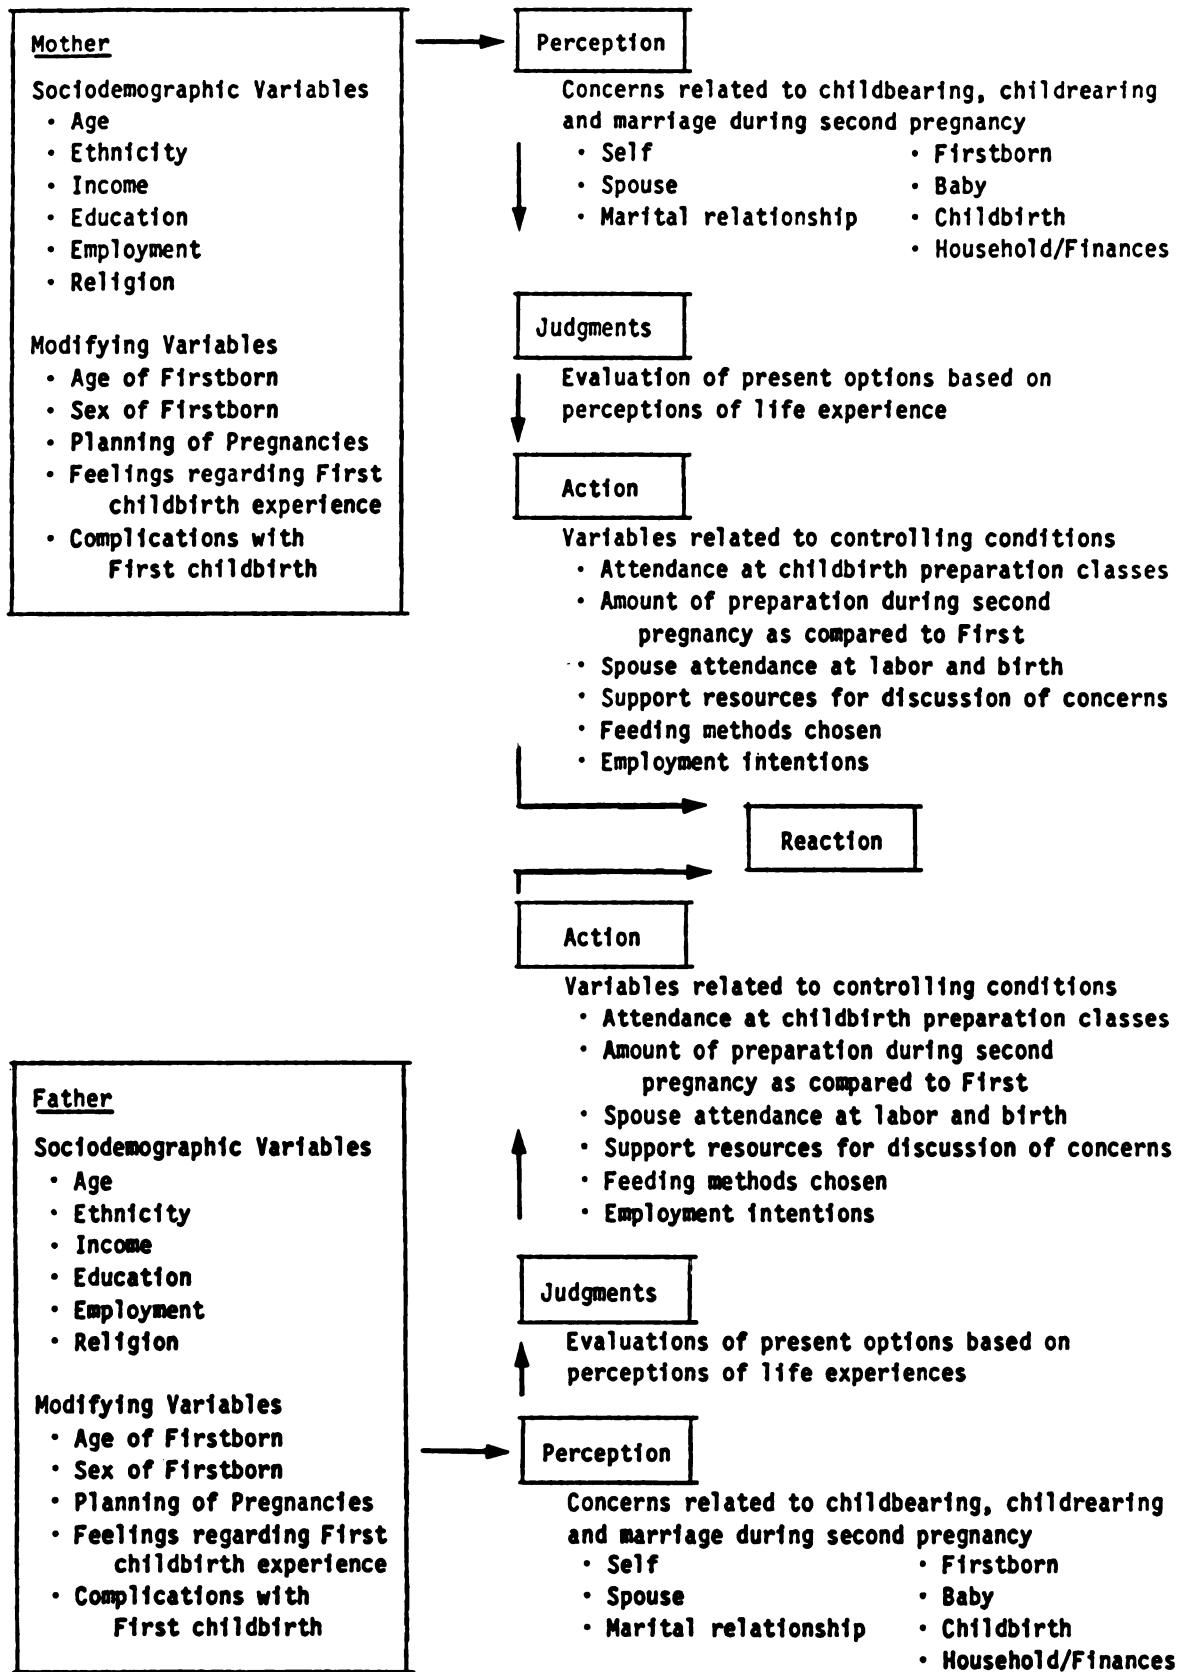 Mother
Sociodemographic Variables
· Age
· Ethnicity
· Income
· Education
· Employment
· Religion
Modifying Variables
· Age of Firstborn
· Sex of Firstborn
· Planning of Pregnancies
· Feelings regarding First
childbirth experience
· Complications with
First childbirth
Perception
Concerns related to childbearing, childrearing
and marriage during second pregnancy
· Self
· Spouse
· Marital relationship
· Firstborn
· Baby
· Childbirth
· Household/Finances
Judgments
Evaluation of present options based on
perceptions of life experience
Action
Variables related to controlling conditions
· Attendance at childbirth preparation classes
· Amount of preparation during second
pregnancy as compared to First
· Spouse attendance at labor and birth
· Support resources for discussion of concerns
· Feeding methods chosen
· Employment intentions
Reaction
Action
Variables related to controlling conditions
· Attendance at childbirth preparation classes
· Amount of preparation during second
pregnancy as compared to First
· Spouse attendance at labor and birth
· Support resources for discussion of concerns
· Feeding methods chosen
· Employment intentions
Father
Sociodemographic Variables
· Age
· Ethnicity
· Income
· Education
· Employment
· Religion
Modifying Variables
· Age of Firstborn
· Sex of Firstborn
· Planning of Pregnancies
· Feelings regarding First
childbirth experience
· Complications with
First childbirth
Judgments
Evaluations of present options based on
perceptions of life experiences
Perception
Concerns related to childbearing, childrearing
and marriage during second pregnancy
· Self
· Spouse
· Marital relationship
· Firstborn
· Baby
· Childbirth
· Household/Finances